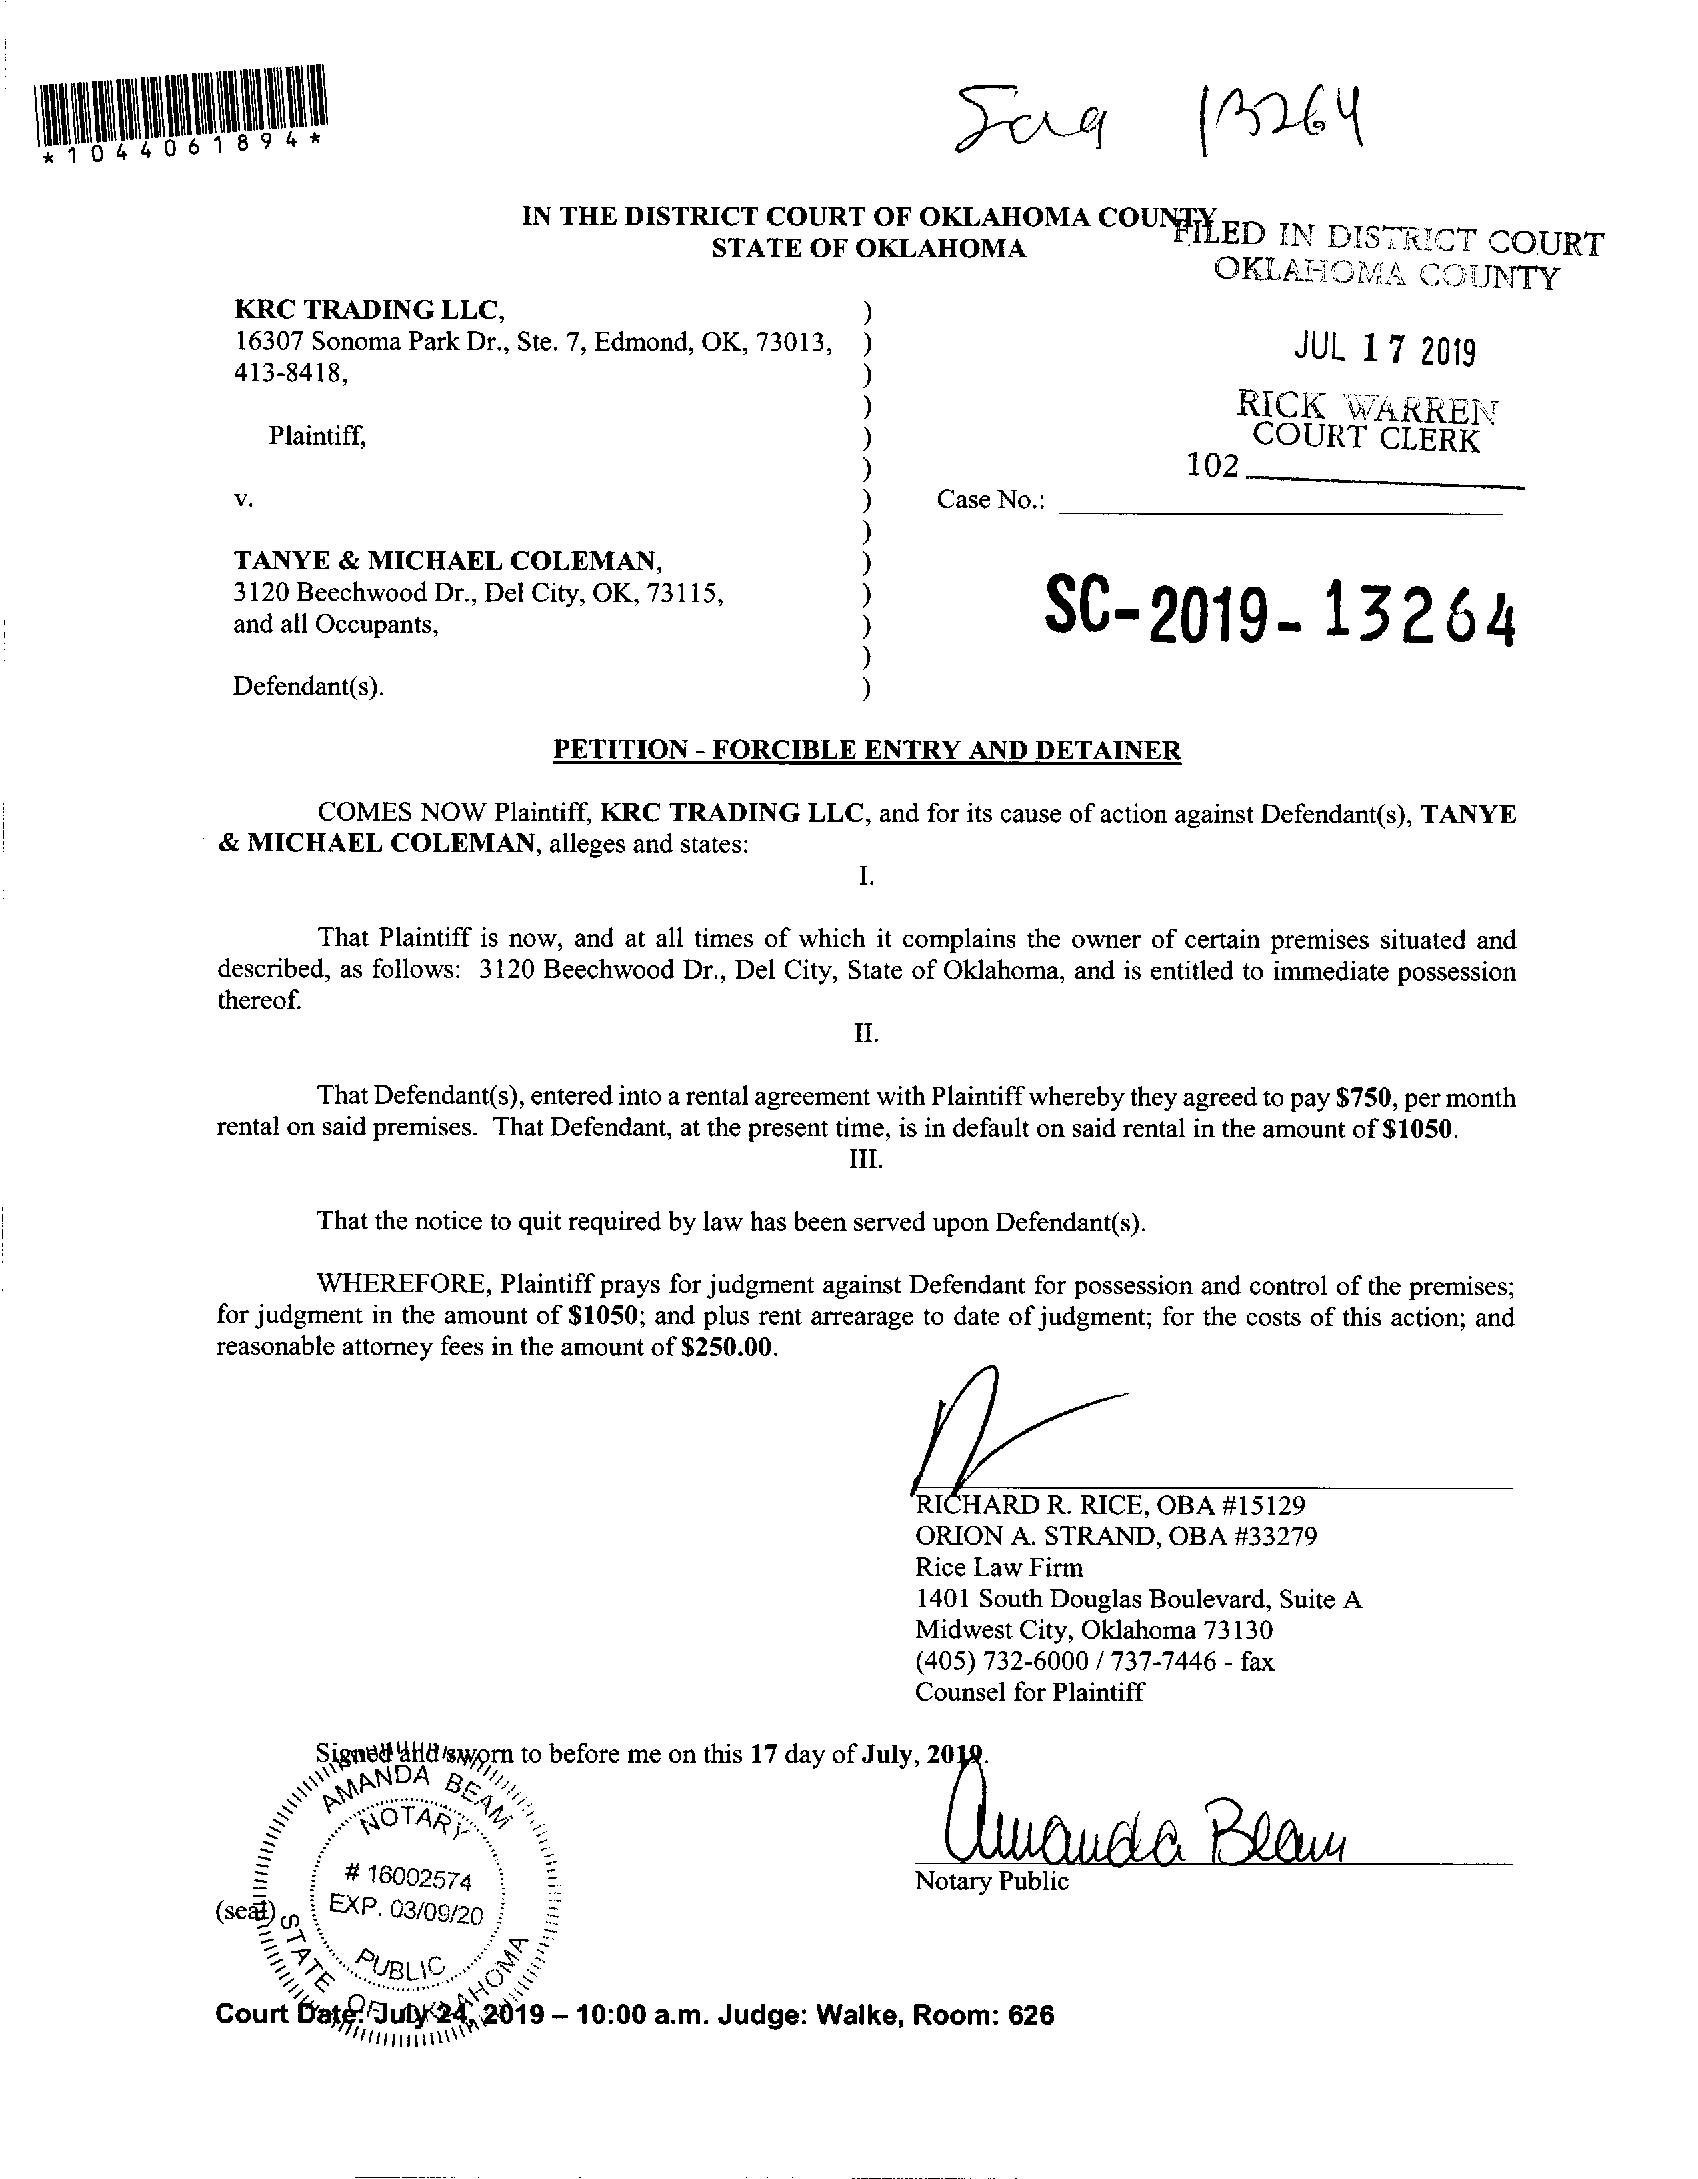 *1044061894*
13264
IN THE DISTRICT COURT OF OKLAHOMA COUNTY
STATE OF OKLAHOMA
FILED IN DISTRICT COURT
OKLAHOMA COUNTY
JUL 17 2019
RICK WARREN
COURT CLERK
102
KRC TRADING LLC, )
16307 Sonoma Park Dr., Ste. 7, Edmond, OK, 73013, )
413-8418, )
)
Plaintiff, )
)
v. ) Case No.:
)
TANYE & MICHAEL COLEMAN, )
3120 Beechwood Dr., Del City, OK, 73115, )
and all Occupants, )
)
Defendant(s). )
SC-2019-13264
PETITION - FORCIBLE ENTRY AND DETAINER
COMES NOW Plaintiff, KRC TRADING LLC, and for its cause of action against Defendant(s), TANYE
& MICHAEL COLEMAN, alleges and states:
I.
That Plaintiff is now, and at all times of which it complains the owner of certain premises situated and
described, as follows: 3120 Beechwood Dr., Del City, State of Oklahoma, and is entitled to immediate possession
thereof.
II.
That Defendant(s), entered into a rental agreement with Plaintiff whereby they agreed to pay $750, per month
rental on said premises. That Defendant, at the present time, is in default on said rental in the amount of $1050.
III.
That the notice to quit required by law has been served upon Defendant(s).
WHEREFORE, Plaintiff prays for judgment against Defendant for possession and control of the premises;
for judgment in the amount of $1050; and plus rent arrearage to date of judgment; for the costs of this action; and
reasonable attorney fees in the amount of $250.00.
RICHARD R. RICE, OBA #15129
ORION A. STRAND, OBA #33279
Rice Law Firm
1401 South Douglas Boulevard, Suite A
Midwest City, Oklahoma 73130
(405) 732-6000 / 737-7446 - fax
Counsel for Plaintiff
Signed and sworn to before me on this 17 day of July, 2019.
Amanda Beam
Notary Public
(seal)
AMANDA BEAM
NOTARY
# 16002574
EXP. 03/09/20
PUBLIC
STATE OF OKLAHOMA
Court Date: July 24, 2019 – 10:00 a.m. Judge: Walke, Room: 626